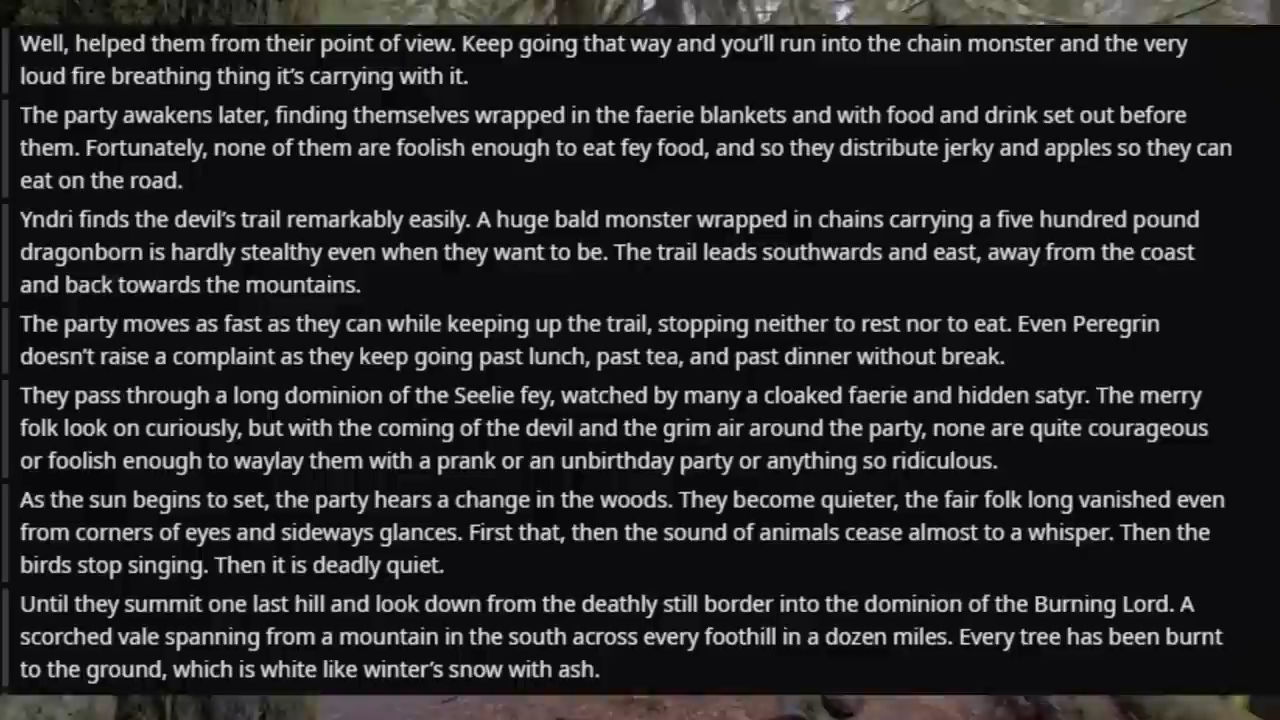 Well, helped them from their point of view. Keep going that way and you’ll run into the chain monster and the very
loud fire breathing thing it’s carrying with it.
The party awakens later, finding themselves wrapped in the faerie blankets and with food and drink set out before
them. Fortunately, none of them are foolish enough to eat fey food, and so they distribute jerky and apples so they can
eat on the road.
Yndri finds the devil’s trail remarkably easily. A huge bald monster wrapped in chains carrying a five hundred pound
dragonborn is hardly stealthy even when they want to be. The trail leads southwards and east, away from the coast
and back towards the mountains.
The party moves as fast as they can while keeping up the trail, stopping neither to rest nor to eat. Even Peregrin
doesn’t raise a complaint as they keep going past lunch, past tea, and past dinner without break.
They pass through a long dominion of the Seelie fey, watched by many a cloaked faerie and hidden satyr. The merry
folk look on curiously, but with the coming of the devil and the grim air around the party, none are quite courageous
or foolish enough to waylay them with a prank or an unbirthday party or anything so ridiculous.
As the sun begins to set, the party hears a change in the woods. They become quieter, the fair folk long vanished even
from corners of eyes and sideways glances. First that, then the sound of animals cease almost to a whisper. Then the
birds stop singing. Then it is deadly quiet.
Until they summit one last hill and look down from the deathly still border into the dominion of the Burning Lord. A
scorched vale spanning from a mountain in the south across every foothill in a dozen miles. Every tree has been burnt
to the ground, which is white like winter’s snow with ash.